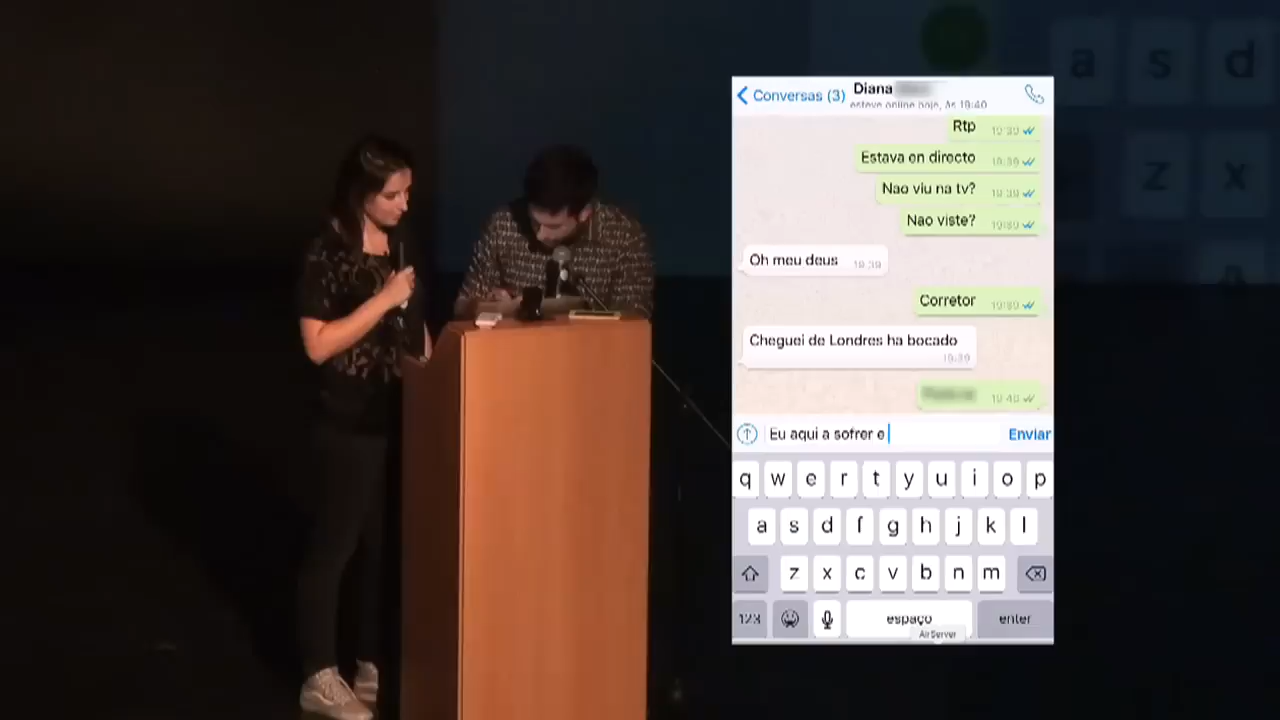 a s d
z x
Conversas (3)
Diana
esteve online hoje, às 19:40
Rtp 19:39
Estava en directo 19:39
Nao viu na tv? 19:39
Nao viste? 19:39
Oh meu deus 19:39
Corretor 19:39
Cheguei de Londres ha bocado
19:39
19:40
Eu aqui a sofrer e
Enviar
q w e r t y u i o p
a s d f g h j k l
z x c v b n m
123 espaço enter
AirServer